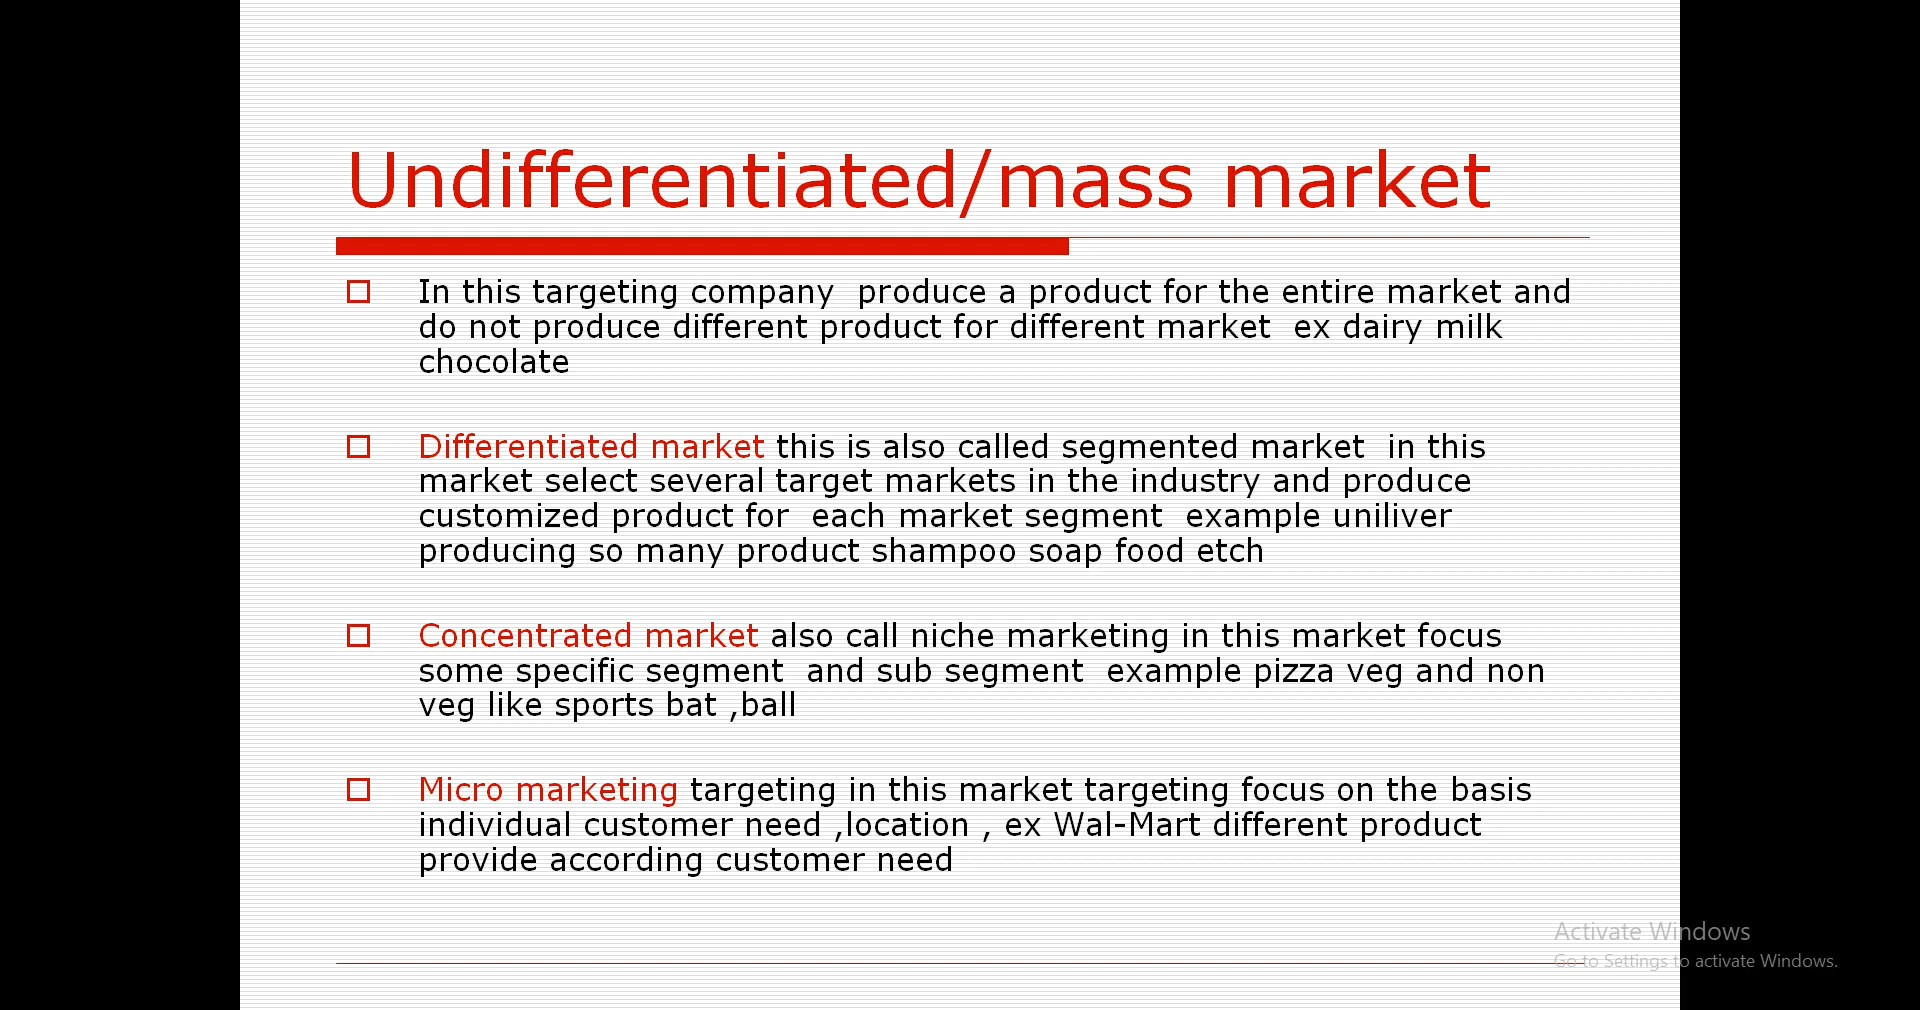 Undifferentiated/mass market
In this targeting company produce a product for the entire market and
do not produce different product for different market ex dairy milk
chocolate
Differentiated market this is also called segmented market in this
market select several target markets in the industry and produce
customized product for each market segment example uniliver
producing so many product shampoo soap food etch
Concentrated market also call niche marketing in this market focus
some specific segment and sub segment example pizza veg and non
veg like sports bat ,ball
Micro marketing targeting in this market targeting focus on the basis
individual customer need ,location , ex Wal-Mart different product
provide according customer need
Activate Windows
Go to Settings to activate Windows.